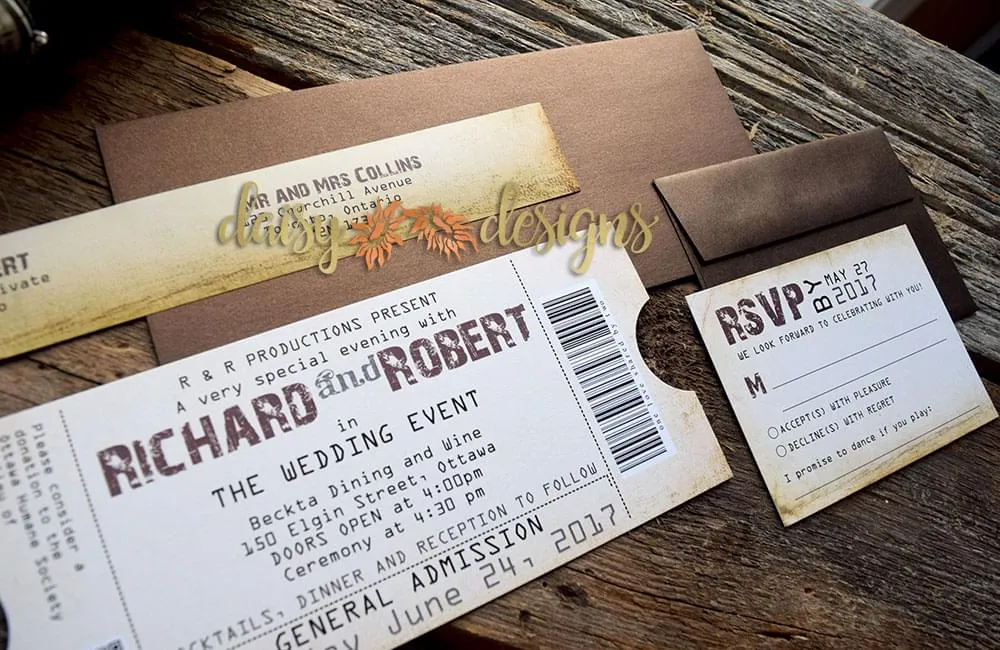 MR AND MRS COLLINS
Churchill Avenue
Ontario
daisy designs
ERT
R & R PRODUCTIONS PRESENT
A very special evening with
RICHARD and ROBERT
in
THE WEDDING EVENT
Beckta Dining and Wine
150 Elgin Street, Ottawa
DOORS OPEN at 4:00pm
Ceremony at 4:30 pm
CKTAILS, DINNER AND RECEPTION TO FOLLOW
GENERAL ADMISSION
June 24, 2017
Please consider a
donation to the
Ottawa Humane Society
RSVP BY MAY 27 2017
WE LOOK FORWARD TO CELEBRATING WITH YOU!
M
ACCEPT(S) WITH PLEASURE
DECLINE(S) WITH REGRET
I promise to dance if you play: